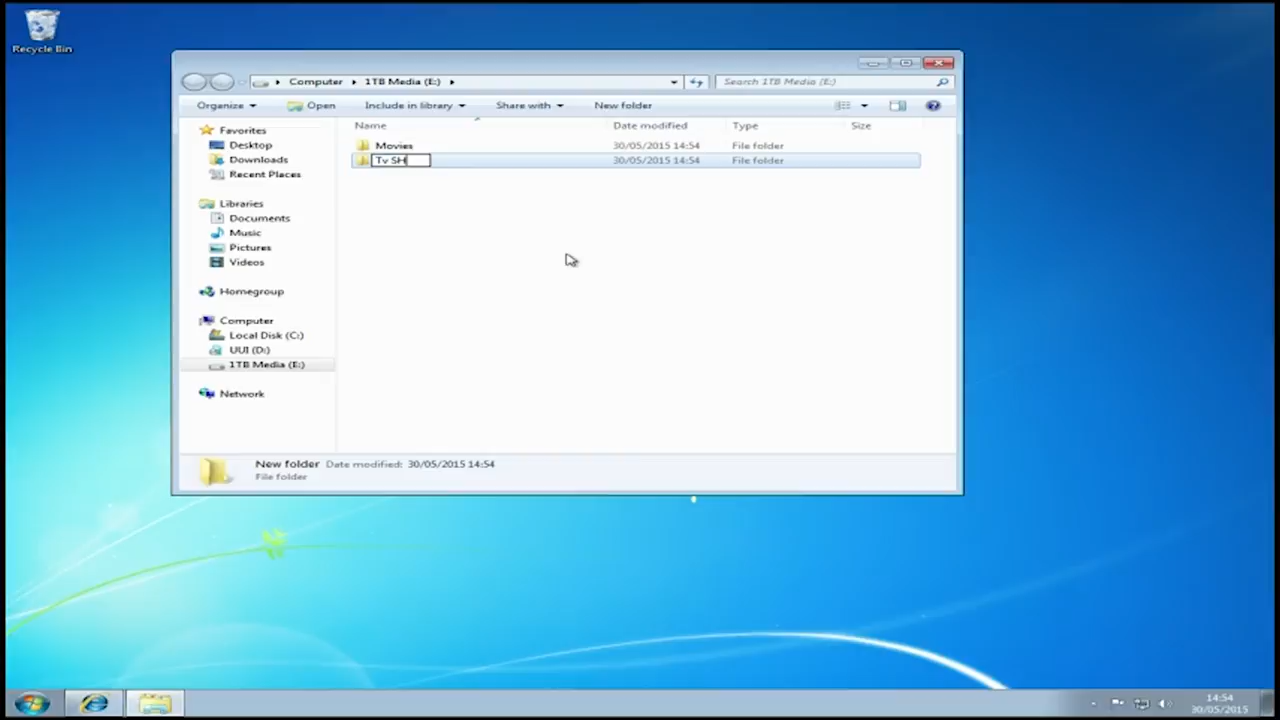 Recycle Bin
Computer 1TB Media (E:)
Search 1TB Media (E:)
Organize Open Include in library Share with New folder
Name Date modified Type Size
Favorites
Desktop
Downloads
Recent Places
Libraries
Documents
Music
Pictures
Videos
Homegroup
Computer
Local Disk (C:)
UUI (D:)
1TB Media (E:)
Network
Movies 30/05/2015 14:54 File folder
Tv SH 30/05/2015 14:54 File folder
New folder Date modified: 30/05/2015 14:54
File folder
14:54
30/05/2015